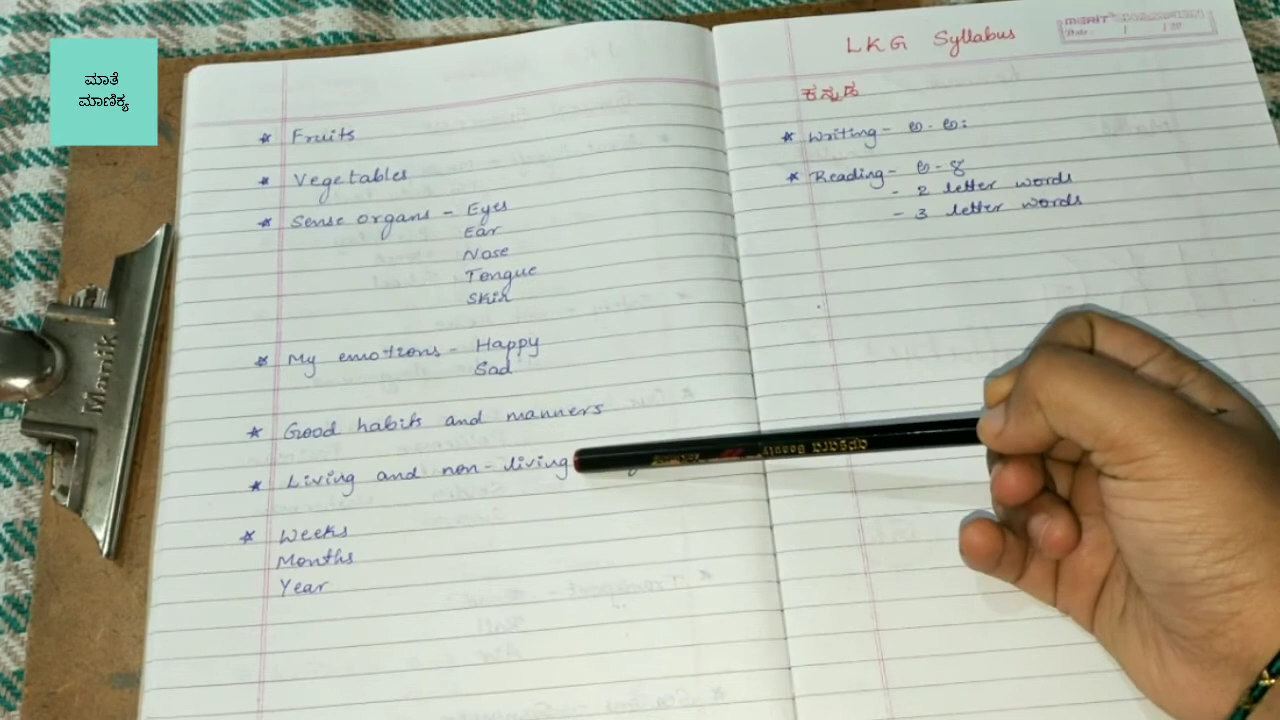 ಮಾತೆ
ಮಾಣಿಕ್ಯ
* Fruits
* Vegetables
* Sense organs - Eyes
Ear
Nose
Tongue
Skin
* My emotions - Happy
Sad
* Good habits and manners
* Living and non-living
* Weeks
Months
Year
LKG Syllabus
ಕನ್ನಡ
* Writing - ಅ - ಅಃ
* Reading - ಅ - ಳ
- 2 letter words
- 3 letter words
Manik